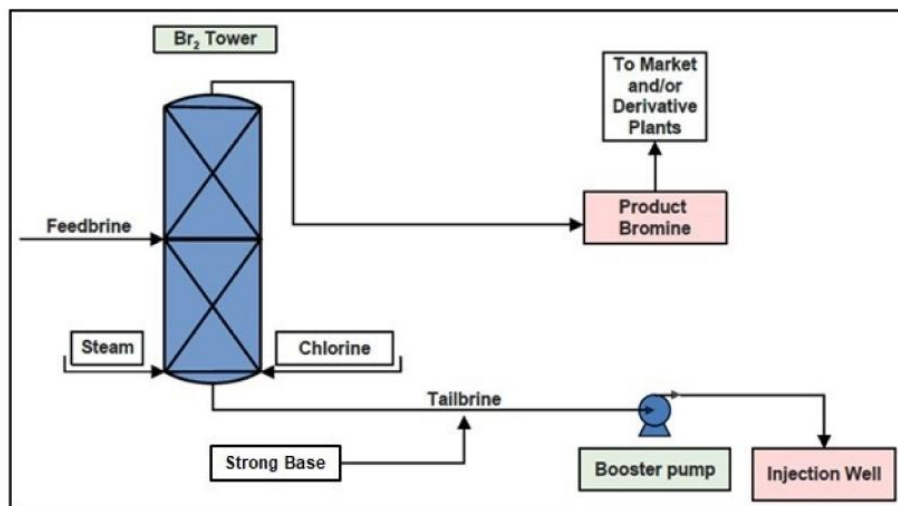 Br₂ Tower
To Market
and/or
Derivative
Plants
Feedbrine
Product
Bromine
Steam
Chlorine
Tailbrine
Strong Base
Booster pump
Injection Well